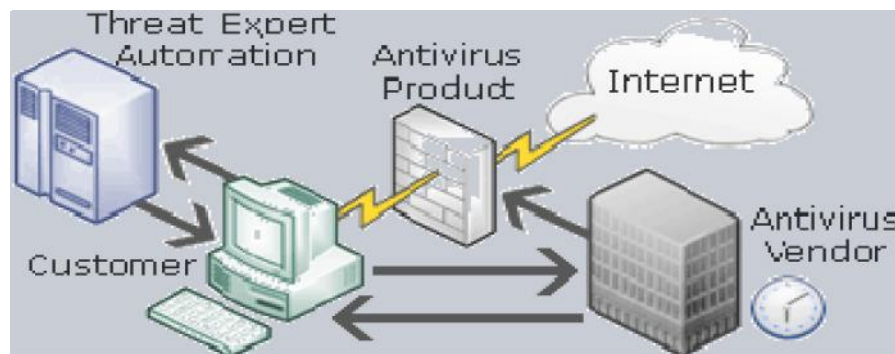 Threat Expert
Automation
Antivirus
Product
Internet
Customer
Antivirus
Vendor